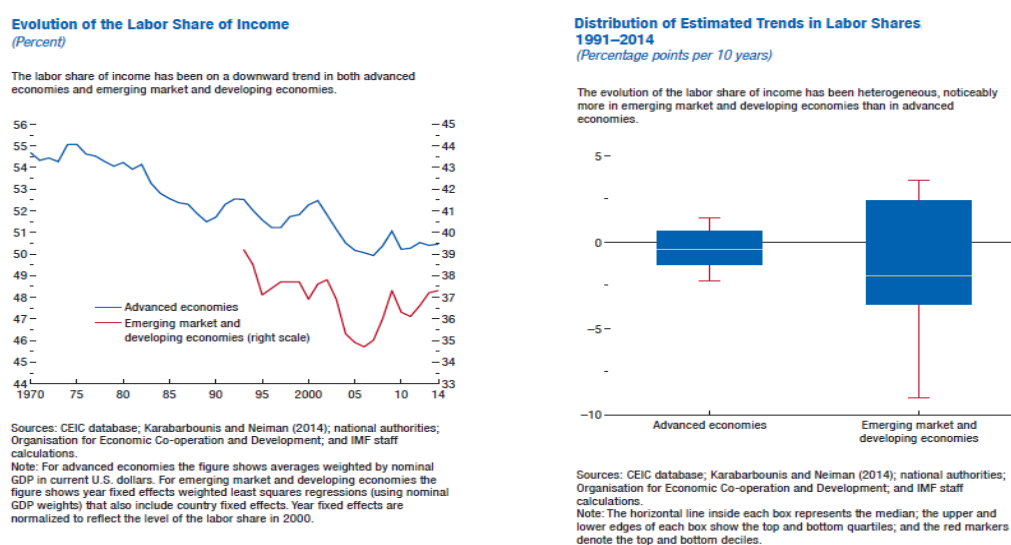 Evolution of the Labor Share of Income
(Percent)
The labor share of income has been on a downward trend in both advanced
economies and emerging market and developing economies.
56
55
54
53
52
51
50
49
48
47
46
45
44
45
44
43
42
41
40
39
38
37
36
35
34
33
Advanced economies
Emerging market and
developing economies (right scale)
1970 75 80 85 90 95 2000 05 10 14
Sources: CEIC database; Karabarbounis and Neiman (2014); national authorities;
Organisation for Economic Co-operation and Development; and IMF staff
calculations.
Note: For advanced economies the figure shows averages weighted by nominal
GDP in current U.S. dollars. For emerging market and developing economies the
figure shows year fixed effects weighted least squares regressions (using nominal
GDP weights) that also include country fixed effects. Year fixed effects are
normalized to reflect the level of the labor share in 2000.
Distribution of Estimated Trends in Labor Shares
1991–2014
(Percentage points per 10 years)
The evolution of the labor share of income has been heterogeneous, noticeably
more in emerging market and developing economies than in advanced
economies.
5
0
–5
–10
Advanced economies
Emerging market and
developing economies
Sources: CEIC database; Karabarbounis and Neiman (2014); national authorities;
Organisation for Economic Co-operation and Development; and IMF staff
calculations.
Note: The horizontal line inside each box represents the median; the upper and
lower edges of each box show the top and bottom quartiles; and the red markers
denote the top and bottom deciles.